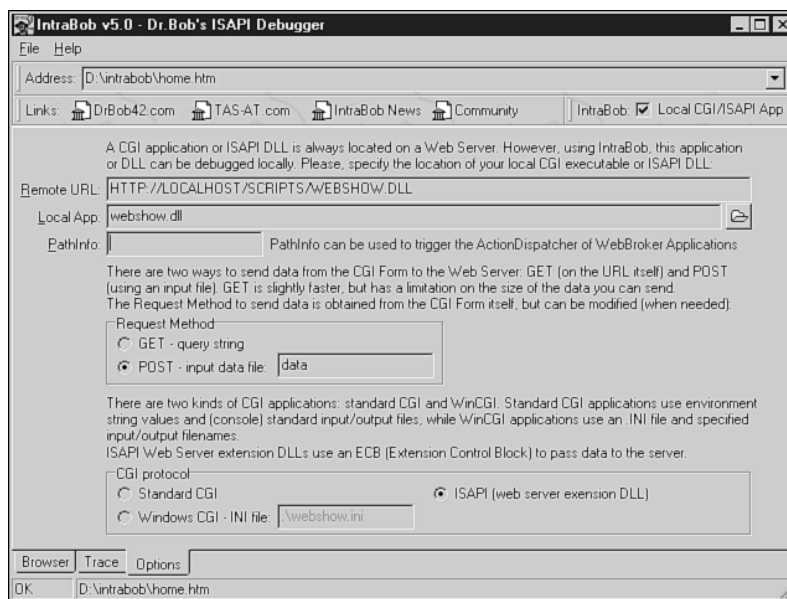 IntraBob v5.0 - Dr.Bob's ISAPI Debugger
File Help
Address: D:\intrabob\home.htm
Links: DrBob42.com TAS-AT.com IntraBob News Community IntraBob: Local CGI/ISAPI App
A CGI application or ISAPI DLL is always located on a Web Server. However, using IntraBob, this application
or DLL can be debugged locally. Please, specify the location of your local CGI executable or ISAPI DLL:
Remote URL: HTTP://LOCALHOST/SCRIPTS/WEBSHOW.DLL
Local App: webshow.dll
PathInfo: PathInfo can be used to trigger the ActionDispatcher of WebBroker Applications
There are two ways to send data from the CGI Form to the Web Server: GET (on the URL itself) and POST
(using an input file). GET is slightly faster, but has a limitation on the size of the data you can send.
The Request Method to send data is obtained from the CGI Form itself, but can be modified (when needed):
Request Method
GET - query string
POST - input data file: data
There are two kinds of CGI applications: standard CGI and WinCGI. Standard CGI applications use environment
string values and (console) standard input/output files, while WinCGI applications use an .INI file and specified
input/output filenames.
ISAPI Web Server extension DLLs use an ECB (Extension Control Block) to pass data to the server.
CGI protocol
Standard CGI ISAPI (web server exension DLL)
Windows CGI - INI file: .\webshow.ini
Browser Trace Options
OK D:\intrabob\home.htm